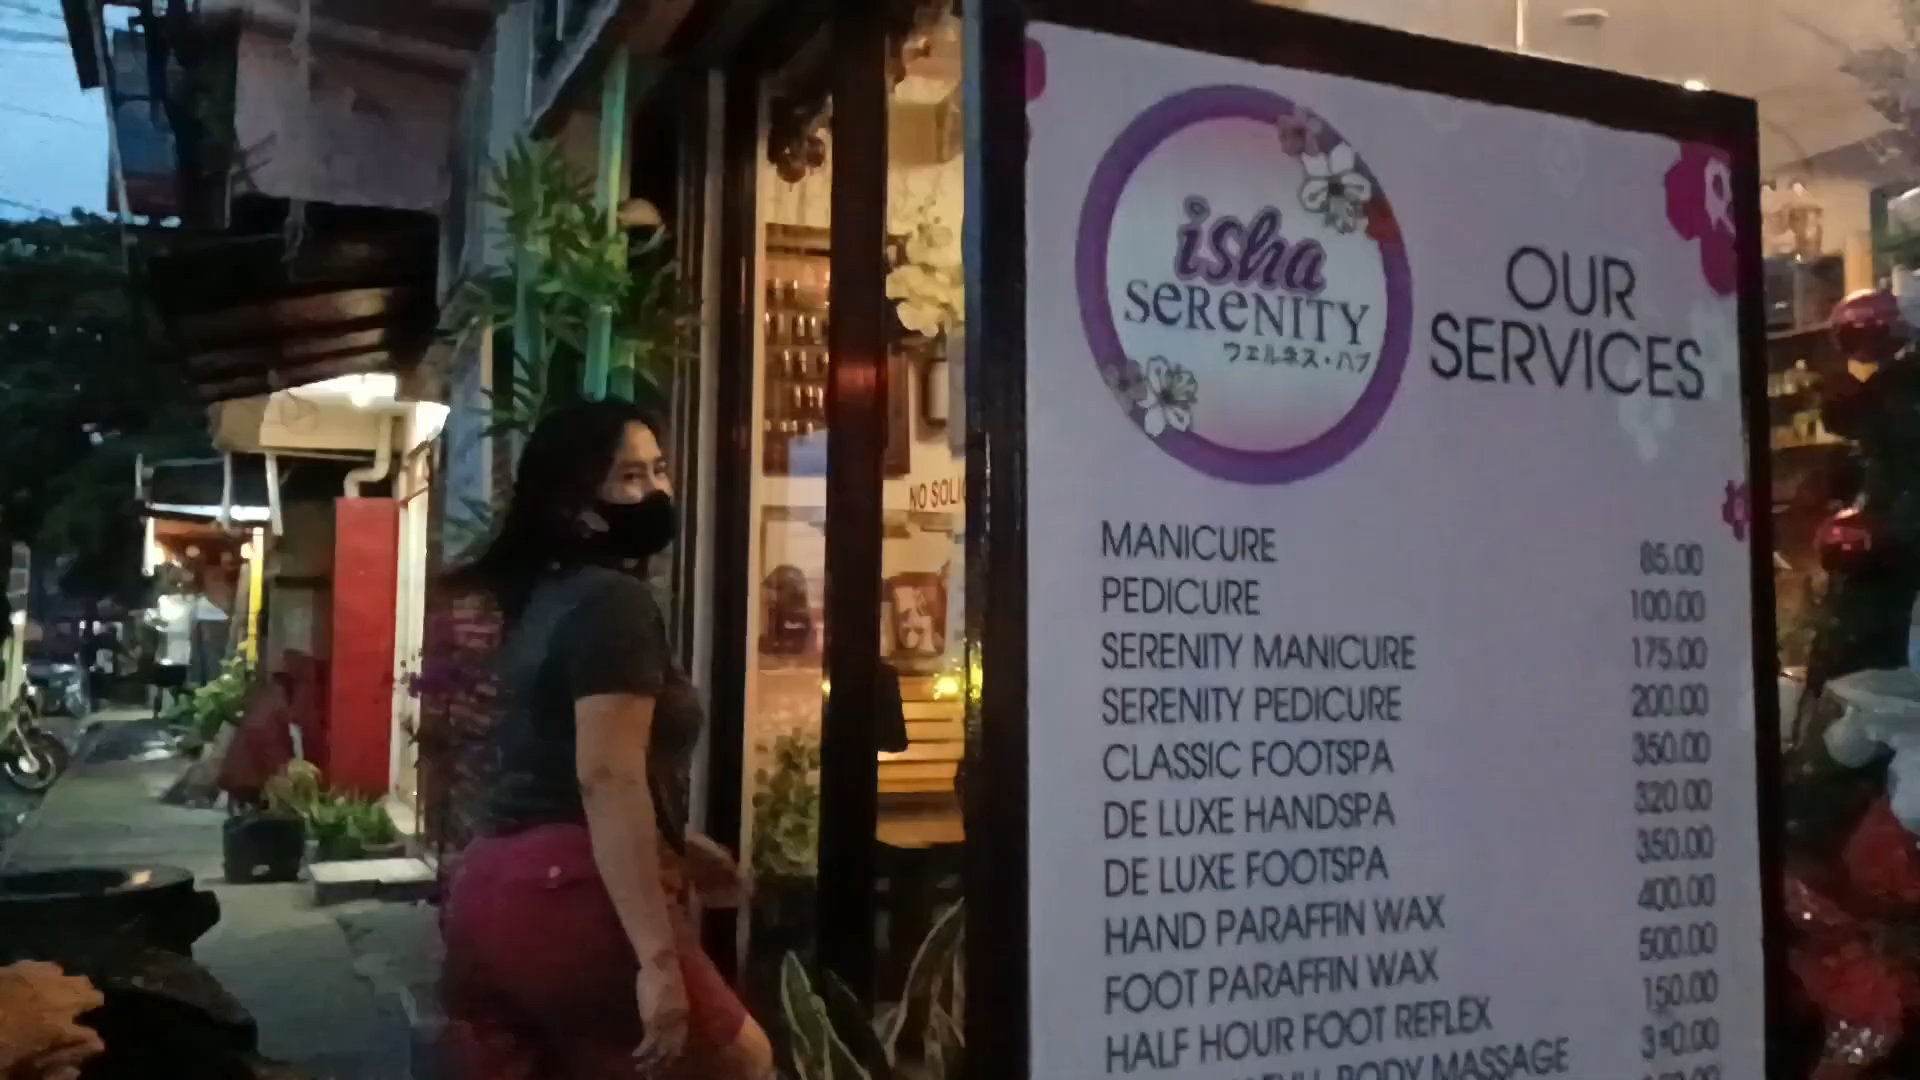 isha
SeReNITY
ウェルネス・ハブ
OUR
SERVICES
NO SOLIC
MANICURE 85.00
PEDICURE 100.00
SERENITY MANICURE 175.00
SERENITY PEDICURE 200.00
CLASSIC FOOTSPA 350.00
DE LUXE HANDSPA 320.00
DE LUXE FOOTSPA 350.00
HAND PARAFFIN WAX 400.00
FOOT PARAFFIN WAX 500.00
HALF HOUR FOOT REFLEX 150.00
BODY MASSAGE